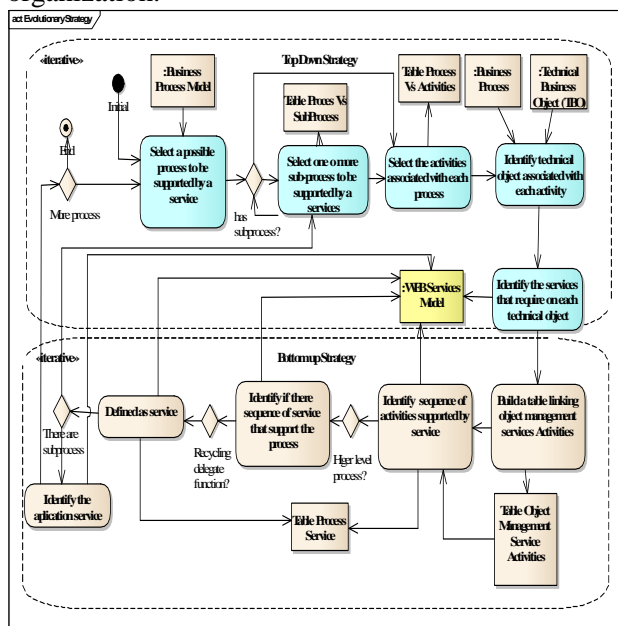 organization.
act EvolutionaryStrategy
«iterative»
Top Down Strategy
:Business
Process Model
Initial
End
More process
Select a possible
process to be
supported by a
service
has
subprocess?
Table Proces Vs
SubProcess
Select one o more
sub-process to be
supported by a
services
Table Process
Vs Activities
Select the activities
associated with each
process
:Business
Process
:Technical
Business
Object (TBO)
Identify technical
object associated with
each activity
:WEB Services
Model
Identify the services
that require on each
technical object
«iterative»
Bottom up Strategy
There are
subprocess
Identify the
aplication service
Defined as service
Recycling
delegate
function?
Identify if there
sequence of service
that support the
process
Higer level
process?
Identify sequence of
activities supported by
service
Build a table linking
object management
services Activities
Table Process
Service
Table Object
Management
Service
Activities